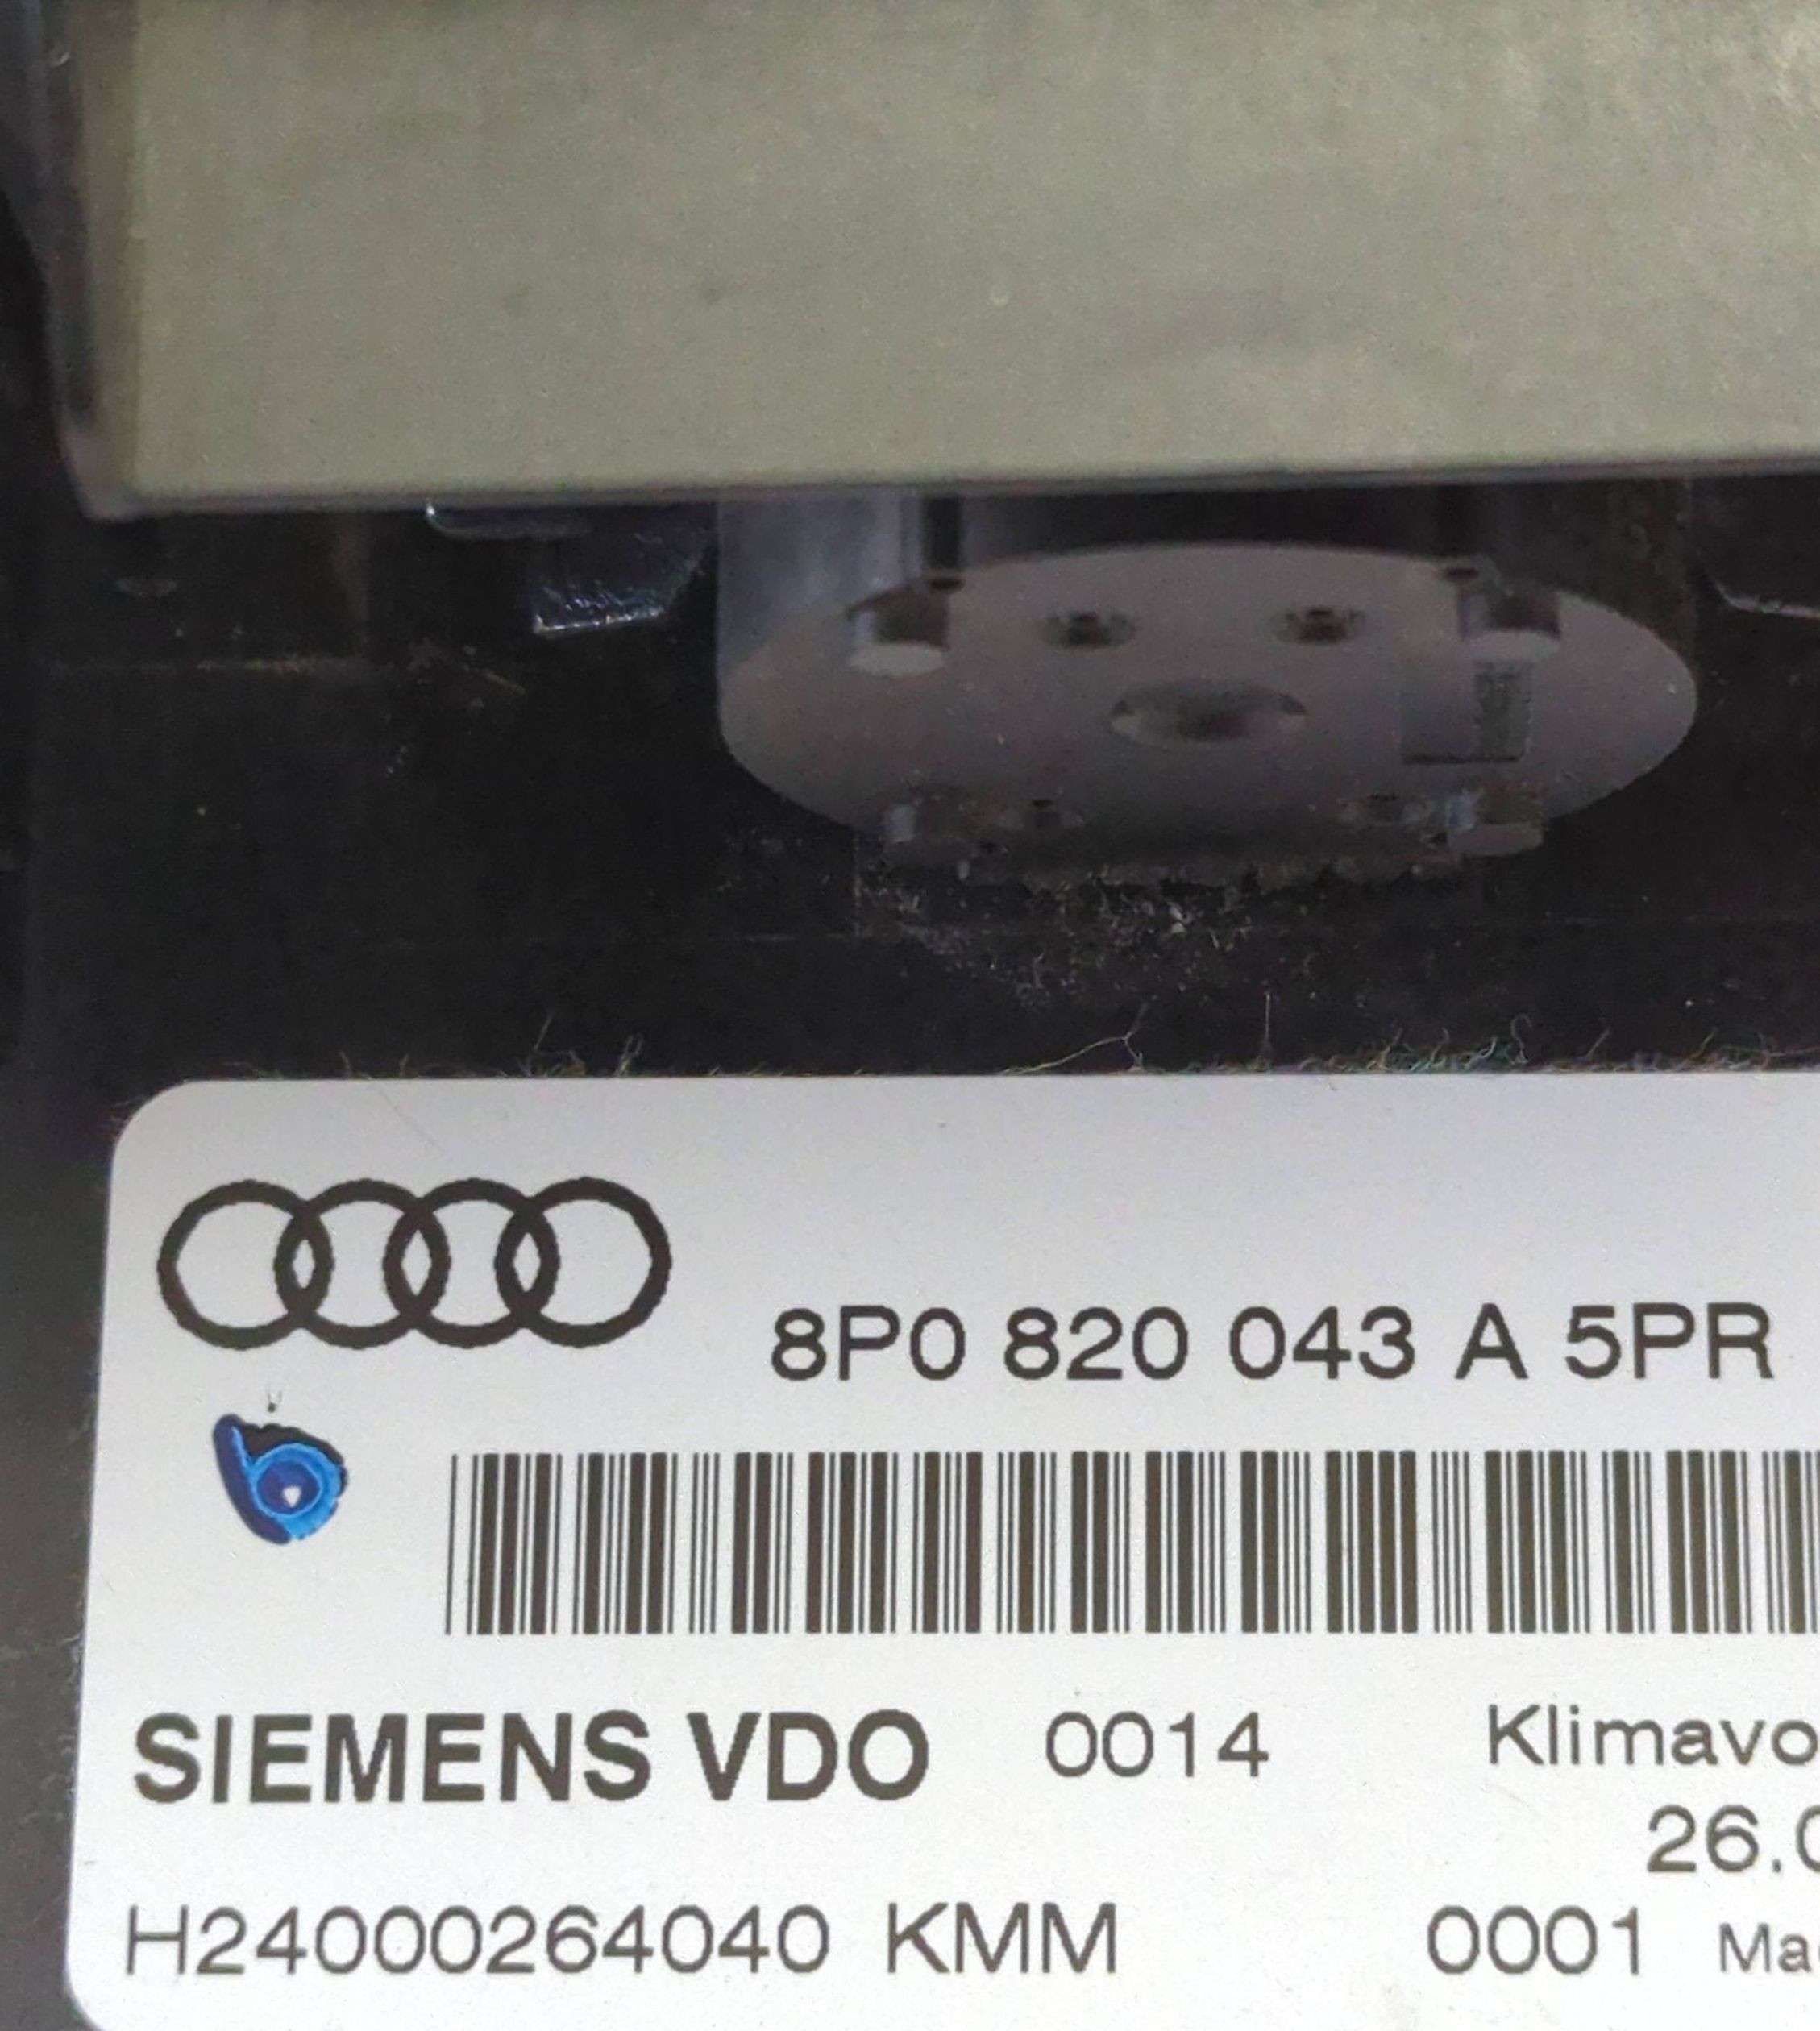 8P0 820 043 A 5PR
SIEMENS VDO 0014 Klimavo
26.0
H24000264040 KMM 0001 Ma